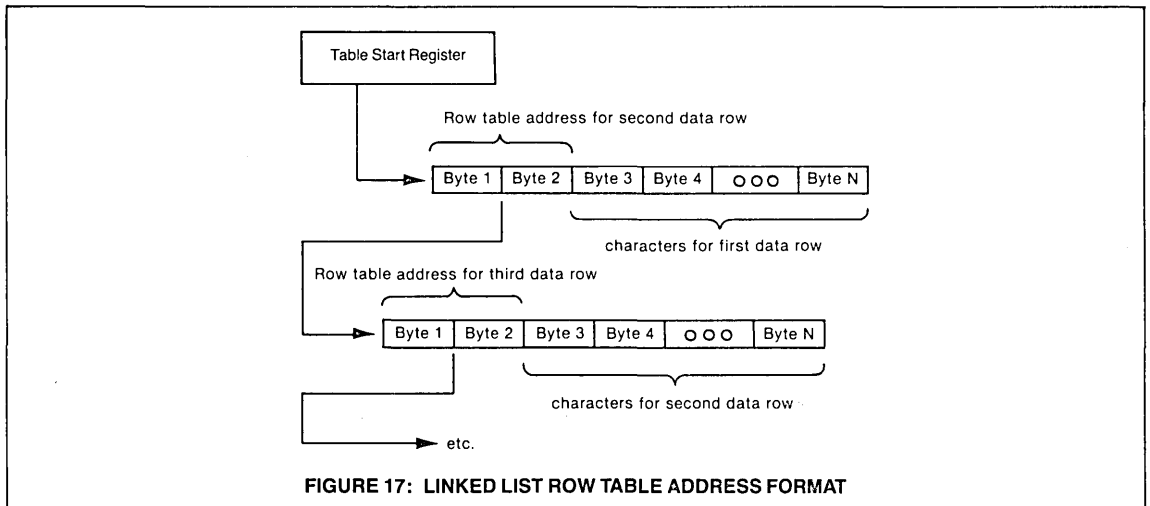 Table Start Register
Row table address for second data row
Byte 1 Byte 2 Byte 3 Byte 4 ooo Byte N
characters for first data row
Row table address for third data row
Byte 1 Byte 2 Byte 3 Byte 4 ooo Byte N
characters for second data row
etc.
FIGURE 17: LINKED LIST ROW TABLE ADDRESS FORMAT